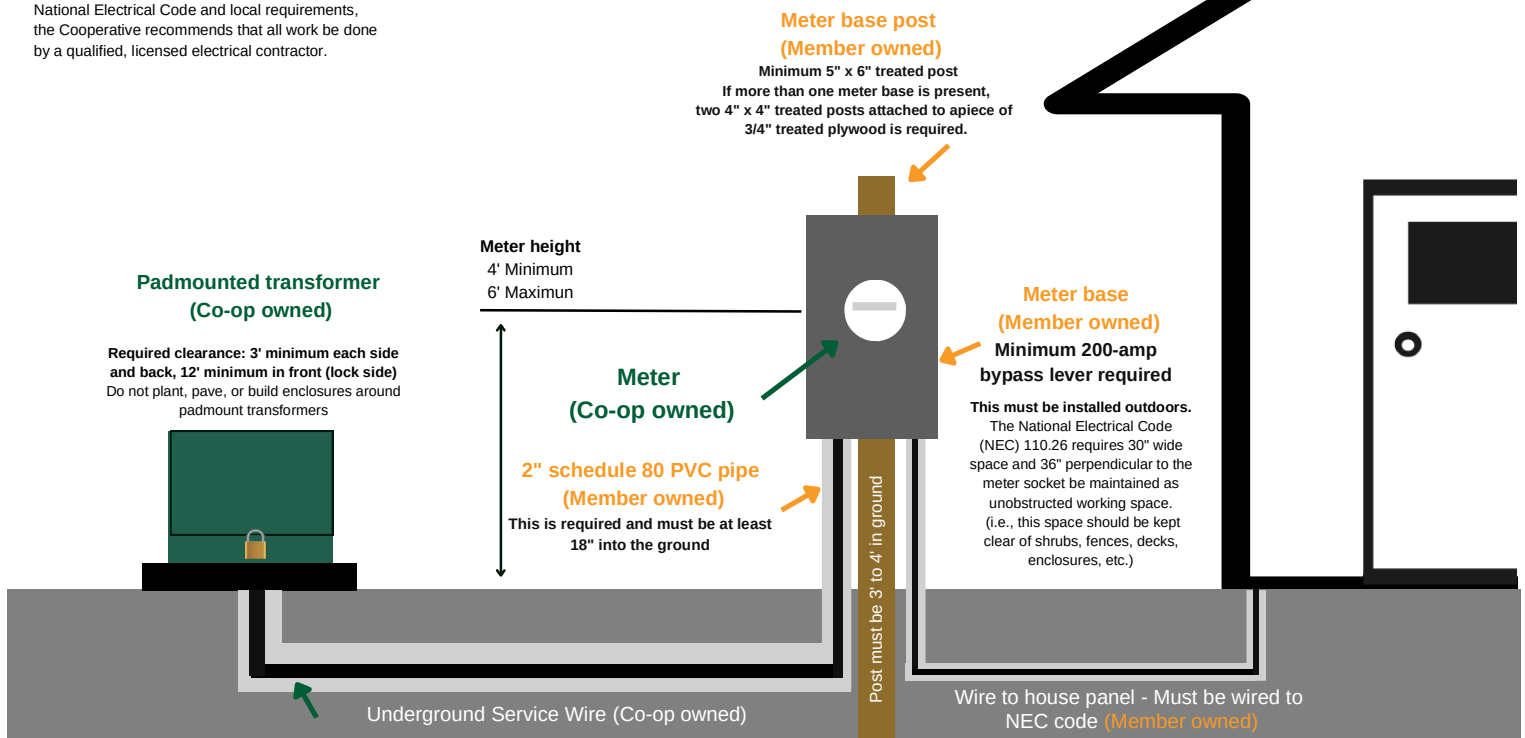 National Electrical Code and local requirements,
the Cooperative recommends that all work be done
by a qualified, licensed electrical contractor.
Meter base post
(Member owned)
Minimum 5" x 6" treated post
If more than one meter base is present,
two 4" x 4" treated posts attached to apiece of
3/4" treated plywood is required.
Meter height
4' Minimum
6' Maximun
Padmounted transformer
(Co-op owned)
Required clearance: 3' minimum each side
and back, 12' minimum in front (lock side)
Do not plant, pave, or build enclosures around
padmount transformers
Meter
(Co-op owned)
2" schedule 80 PVC pipe
(Member owned)
This is required and must be at least
18" into the ground
Meter base
(Member owned)
Minimum 200-amp
bypass lever required
This must be installed outdoors.
The National Electrical Code
(NEC) 110.26 requires 30" wide
space and 36" perpendicular to the
meter socket be maintained as
unobstructed working space.
(i.e., this space should be kept
clear of shrubs, fences, decks,
enclosures, etc.)
Post must be 3' to 4' in ground
Underground Service Wire (Co-op owned)
Wire to house panel - Must be wired to
NEC code (Member owned)